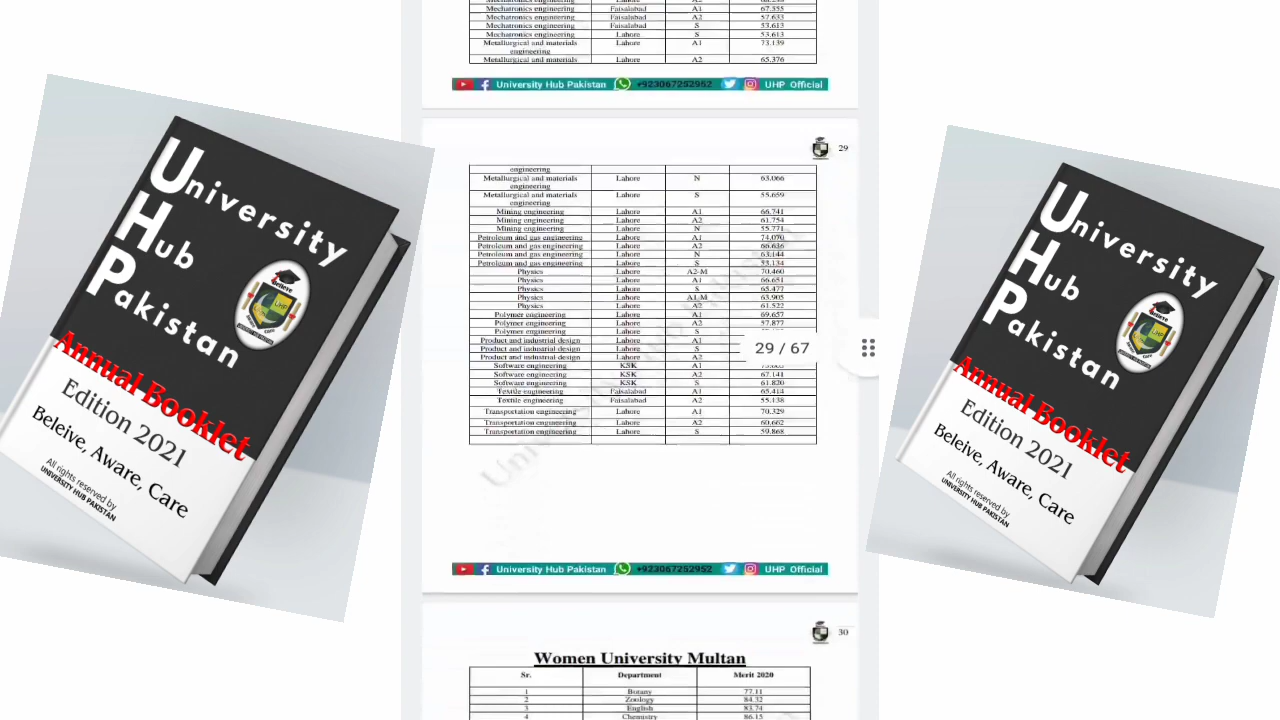 University
Hub
Pakistan
Believe
UHP
Annual Booklet
Edition 2021
Beleive, Aware, Care
All rights reserved by
UNIVERSITY HUB PAKISTAN
Mechatronics engineering Faisalabad A1 67.555
Mechatronics engineering Faisalabad A2 57.633
Mechatronics engineering Faisalabad S 53.613
Mechatronics engineering Lahore S 53.613
Metallurgical and materials engineering Lahore A1 73.139
Metallurgical and materials Lahore A2 65.376
University Hub Pakistan +923067252952 UHP Official
29
engineering
Metallurgical and materials engineering Lahore N 63.066
Metallurgical and materials engineering Lahore S 55.659
Mining engineering Lahore A1 66.741
Mining engineering Lahore A2 61.754
Mining engineering Lahore N 55.771
Petroleum and gas engineering Lahore A1 74.070
Petroleum and gas engineering Lahore A2 66.636
Petroleum and gas engineering Lahore N 63.144
Petroleum and gas engineering Lahore S 53.134
Physics Lahore A2-M 70.460
Physics Lahore A1 66.651
Physics Lahore S 65.477
Physics Lahore A1-M 63.905
Physics Lahore A2 61.522
Polymer engineering Lahore A1 69.657
Polymer engineering Lahore A2 57.877
Polymer engineering Lahore S
Product and industrial design Lahore A1
Product and industrial design Lahore S
Product and industrial design Lahore A2
29 / 67
Software engineering KSK A1
Software engineering KSK A2 67.141
Software engineering KSK S 61.820
Textile engineering Faisalabad A1 65.414
Textile engineering Faisalabad A2 55.138
Transportation engineering Lahore A1 70.329
Transportation engineering Lahore A2 60.662
Transportation engineering Lahore S 59.868
University Hub Pakistan +923067252952 UHP Official
30
Women University Multan
Sr. Department Merit 2020
1 Botany 77.11
2 Zoology 84.32
3 English 83.74
4 Chemistry 86.15
University
Hub
Pakistan
Believe
UHP
Annual Booklet
Edition 2021
Beleive, Aware, Care
All rights reserved by
UNIVERSITY HUB PAKISTAN